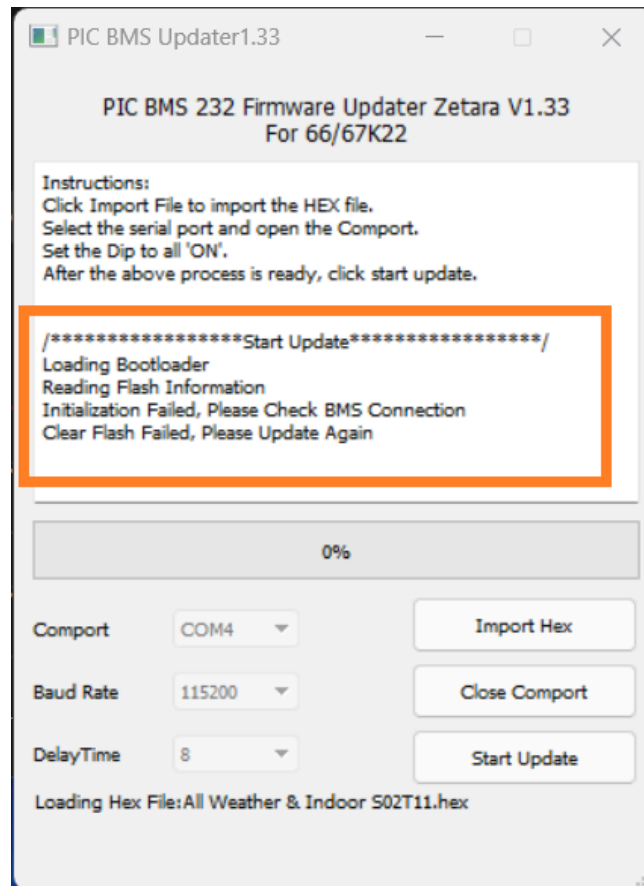 PIC BMS Updater1.33
PIC BMS 232 Firmware Updater Zetara V1.33
For 66/67K22
Instructions:
Click Import File to import the HEX file.
Select the serial port and open the Comport.
Set the Dip to all 'ON'.
After the above process is ready, click start update.
/*****************Start Update*****************/
Loading Bootloader
Reading Flash Information
Initialization Failed, Please Check BMS Connection
Clear Flash Failed, Please Update Again
0%
Comport COM4 Import Hex
Baud Rate 115200 Close Comport
DelayTime 8 Start Update
Loading Hex File:All Weather & Indoor S02T11.hex